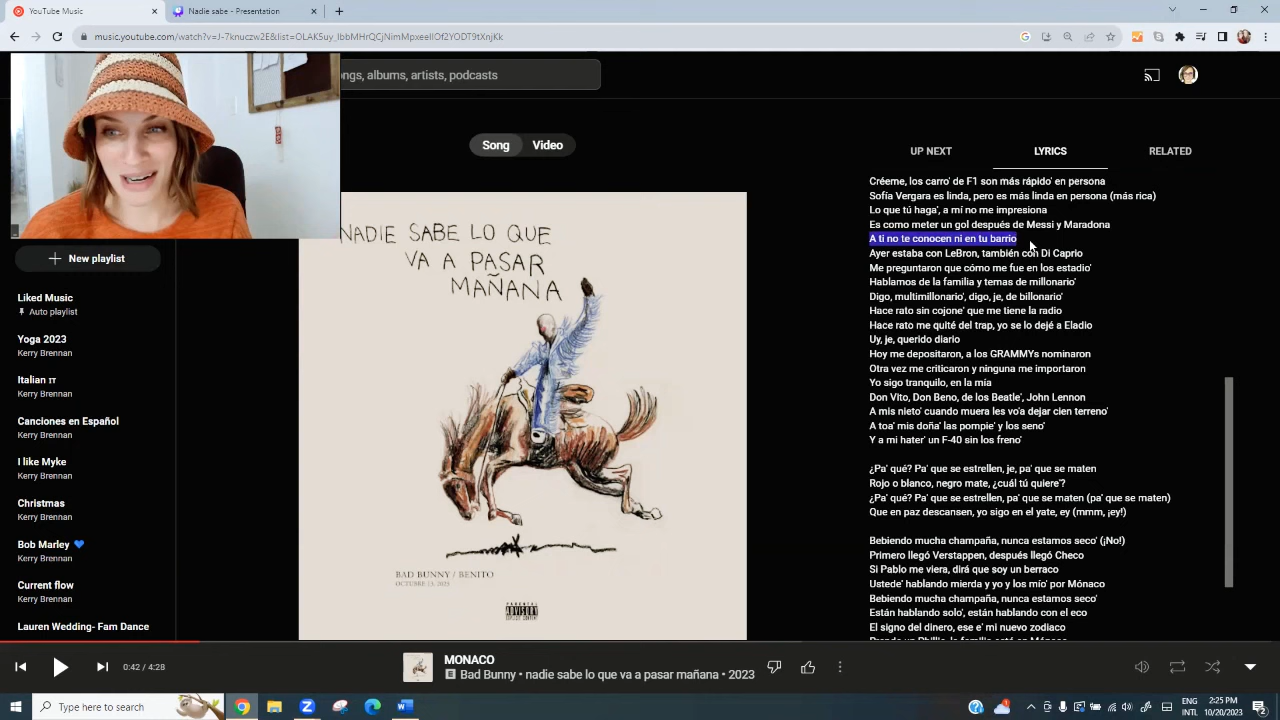 YouTube Music
Nadie sabe - Presentation
music.youtube.com/watch?v=J-7knuczw2E&list=OLAK5uy_lbbMHrQCjNimMpxeeIlOf2YODT9tXnjKk
ngs, albums, artists, podcasts
Song
Video
UP NEXT
LYRICS
RELATED
New playlist
Liked Music
Auto playlist
Yoga 2023
Kerry Brennan
Italian IT
Kerry Brennan
Canciones en Español
Kerry Brennan
I like Myke
Kerry Brennan
Christmas
Kerry Brennan
Bob Marley 💙
Kerry Brennan
Current flow
Kerry Brennan
Lauren Wedding- Fam Dance
NADIE SABE LO QUE
VA A PASAR
MAÑANA
BAD BUNNY / BENITO
OCTUBRE 13, 2023
PARENTAL
ADVISORY
EXPLICIT CONTENT
Créeme, los carro' de F1 son más rápido' en persona
Sofía Vergara es linda, pero es más linda en persona (más rica)
Lo que tú haga', a mí no me impresiona
Es como meter un gol después de Messi y Maradona
A ti no te conocen ni en tu barrio
Ayer estaba con LeBron, también con Di Caprio
Me preguntaron que cómo me fue en los estadio'
Hablamos de la familia y temas de millonario'
Digo, multimillonario', digo, je, de billonario'
Hace rato sin cojone' que me tiene la radio
Hace rato me quité del trap, yo se lo dejé a Eladio
Uy, je, querido diario
Hoy me depositaron, a los GRAMMYs nominaron
Otra vez me criticaron y ninguna me importaron
Yo sigo tranquilo, en la mía
Don Vito, Don Beno, de los Beatle', John Lennon
A mis nieto' cuando muera les vo'a dejar cien terreno'
A toa' mis doña' las pompie' y los seno'
Y a mi hater' un F-40 sin los freno'
¿Pa' qué? Pa' que se estrellen, je, pa' que se maten
Rojo o blanco, negro mate, ¿cuál tú quiere'?
¿Pa' qué? Pa' que se estrellen, pa' que se maten (pa' que se maten)
Que en paz descansen, yo sigo en el yate, ey (mmm, ¡ey!)
Bebiendo mucha champaña, nunca estamos seco' (¡No!)
Primero llegó Verstappen, después llegó Checo
Si Pablo me viera, dirá que soy un berraco
Ustede' hablando mierda y yo y los mío' por Mónaco
Bebiendo mucha champaña, nunca estamos seco'
Están hablando solo', están hablando con el eco
El signo del dinero, ese e' mi nuevo zodiaco
0:42 / 4:28
MONACO
E Bad Bunny • nadie sabe lo que va a pasar mañana • 2023
Type here to search
ENG
INTL
2:25 PM
10/20/2023